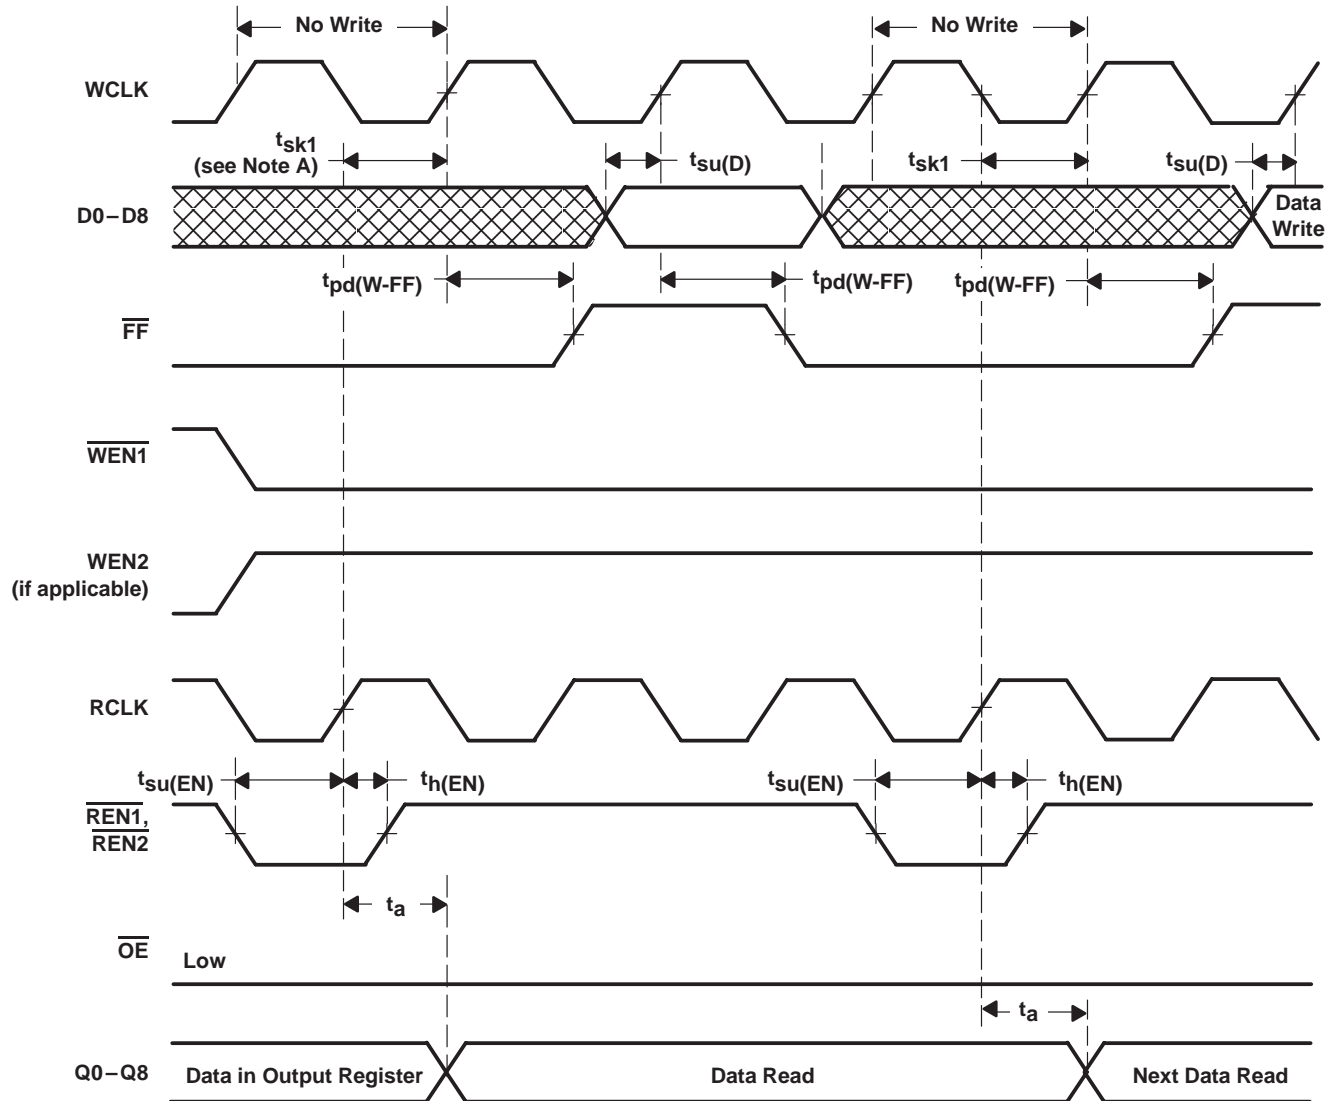 No Write
No Write
WCLK
tsk1
(see Note A)
tsu(D)
tsk1
tsu(D)
D0–D8
Data
Write
tpd(W-FF)
tpd(W-FF)
tpd(W-FF)
FF
WEN1
WEN2
(if applicable)
RCLK
tsu(EN)
th(EN)
tsu(EN)
th(EN)
REN1,
REN2
ta
OE
Low
ta
Q0–Q8
Data in Output Register
Data Read
Next Data Read